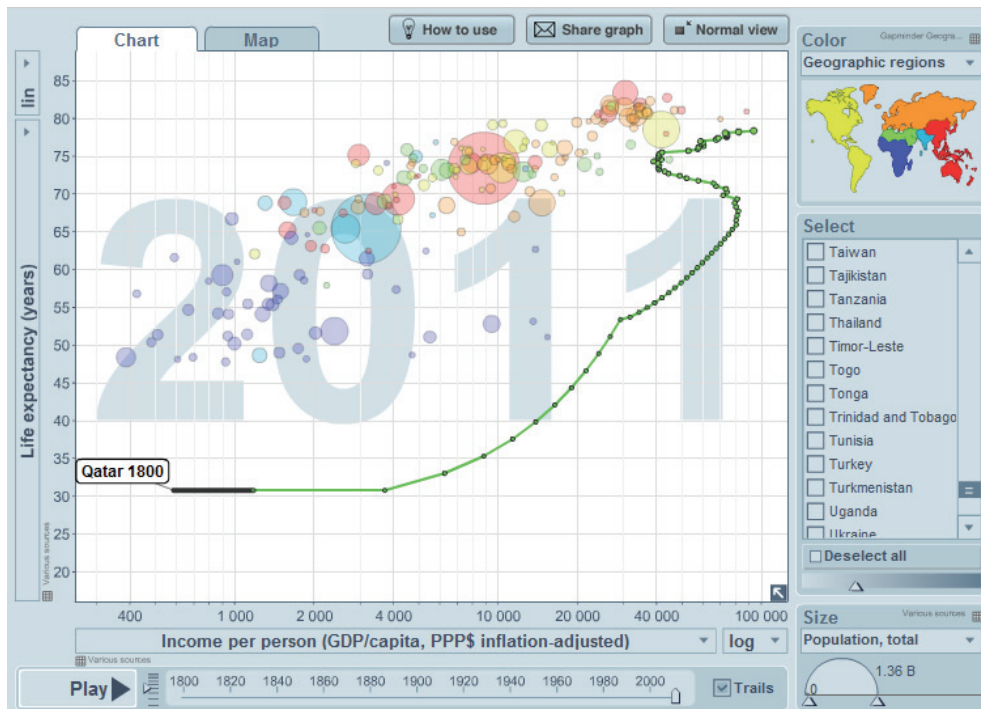 Chart
Map
How to use
Share graph
Normal view
lin
Life expectancy (years)
Various sources
85
80
75
70
65
60
55
50
45
40
35
30
25
20
2011
Qatar 1800
400
1 000
2 000
4 000
10 000
20 000
40 000
100 000
Income per person (GDP/capita, PPP$ inflation-adjusted)
log
Various sources
Play
1800 1820 1840 1860 1880 1900 1920 1940 1960 1980 2000
Trails
Color
Gapminder Geogra...
Geographic regions
Select
Taiwan
Tajikistan
Tanzania
Thailand
Timor-Leste
Togo
Tonga
Trinidad and Tobago
Tunisia
Turkey
Turkmenistan
Uganda
Ukraine
Deselect all
Size
Various sources
Population, total
1.36 B
0